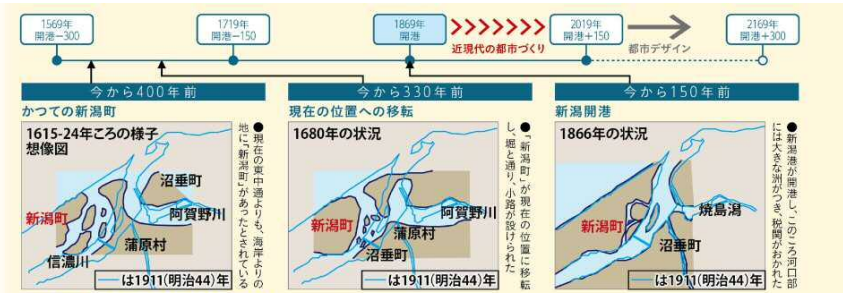 1569年
開港−300
1719年
開港−150
1869年
開港
近現代の都市づくり
2019年
開港+150
都市デザイン
2169年
開港+300
今から400年前
かつての新潟町
1615-24年ころの様子
想像図
沼垂町
新潟町
阿賀野川
蒲原村
信濃川
は1911(明治44)年
●現在の東中通よりも、海岸よりの
地に「新潟町」があったとされている
今から330年前
現在の位置への移転
1680年の状況
新潟町
阿賀野川
蒲原村
沼垂町
は1911(明治44)年
●「新潟町」が現在の位置に移転
し、堀と通り、小路が設けられた
今から150年前
新潟開港
1866年の状況
焼島潟
新潟町
沼垂町
は1911(明治44)年
●新潟港が開港し、このころ河口部
には大きな洲がつき、税関がおかれた